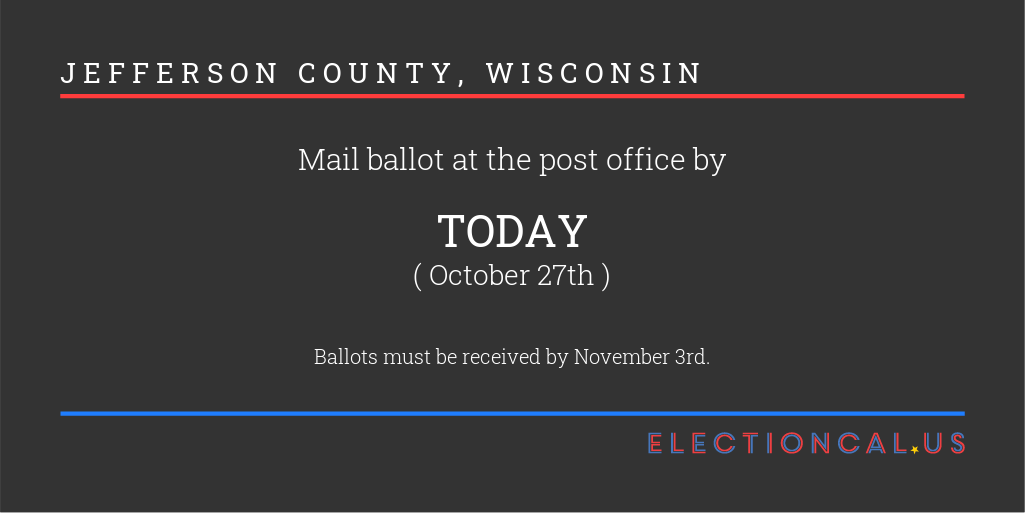 JEFFERSON COUNTY, WISCONSIN
Mail ballot at the post office by
TODAY
( October 27th )
Ballots must be received by November 3rd.
ELECTIONCAL.US